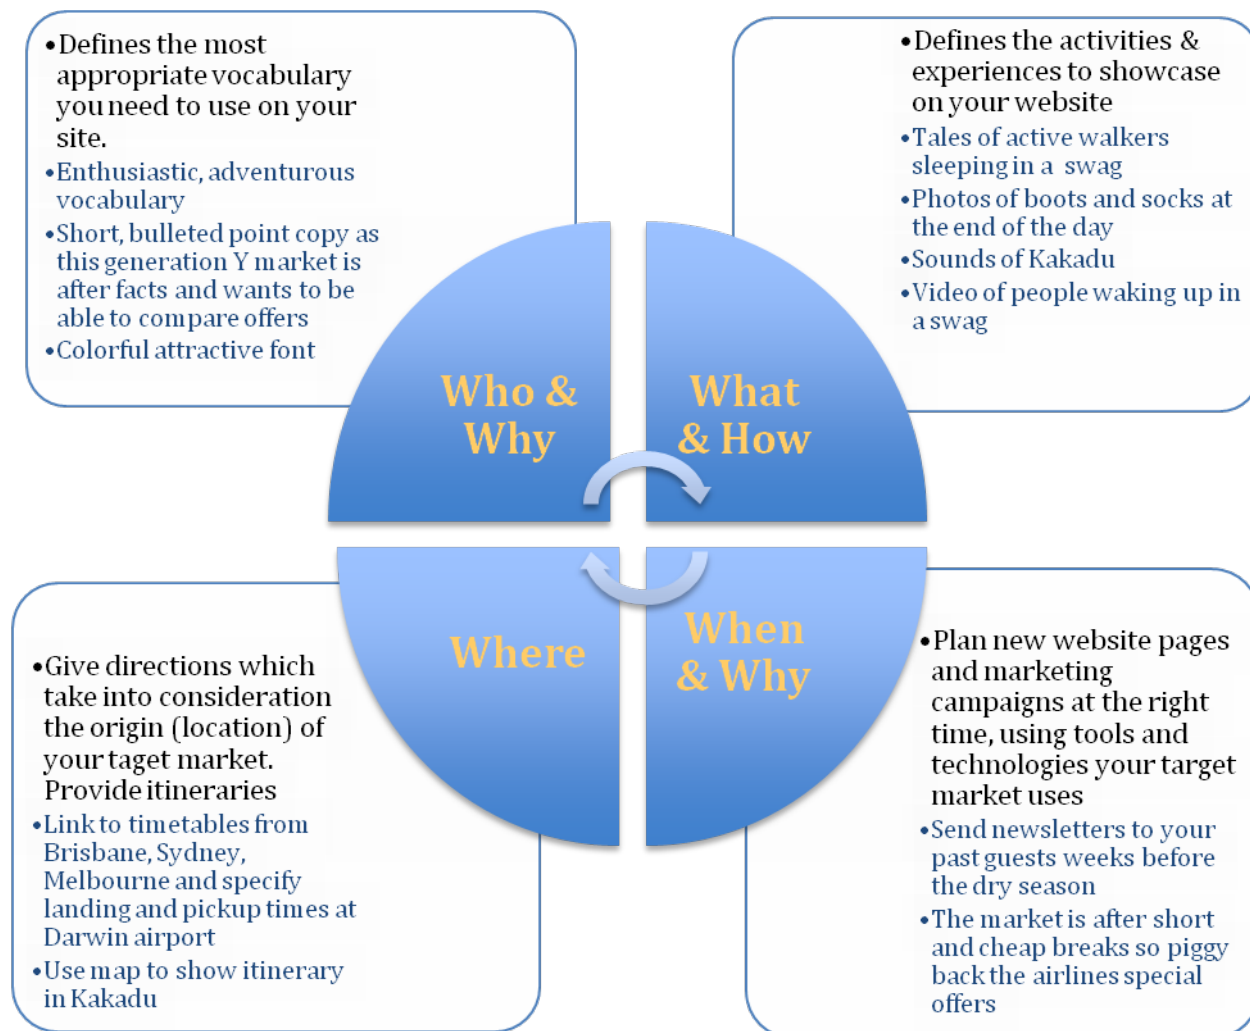 •Defines the most
appropriate vocabulary
you need to use on your
site.
•Enthusiastic, adventurous
vocabulary
•Short, bulleted point copy as
this generation Y market is
after facts and wants to be
able to compare offers
•Colorful attractive font
Who &
Why
•Defines the activities &
experiences to showcase
on your website
•Tales of active walkers
sleeping in a swag
•Photos of boots and socks at
the end of the day
•Sounds of Kakadu
•Video of people waking up in
a swag
What
& How
•Give directions which
take into consideration
the origin (location) of
your taget market.
Provide itineraries
•Link to timetables from
Brisbane, Sydney,
Melbourne and specify
landing and pickup times at
Darwin airport
•Use map to show itinerary
in Kakadu
Where
When
& Why
•Plan new website pages
and marketing
campaigns at the right
time, using tools and
technologies your target
market uses
•Send newsletters to your
past guests weeks before
the dry season
•The market is after short
and cheap breaks so piggy
back the airlines special
offers